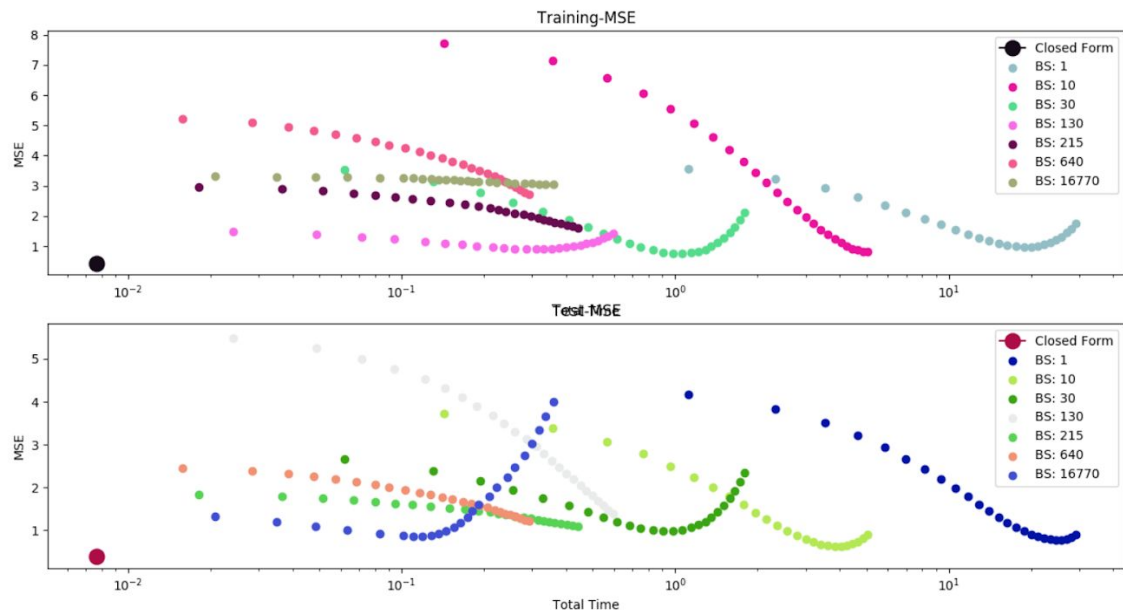 Training-MSE
8
7
6
5
4
3
2
1
MSE
Closed Form
BS: 1
BS: 10
BS: 30
BS: 130
BS: 215
BS: 640
BS: 16770
10⁻² 10⁻¹ 10⁰ 10¹
Total Time
Test-MSE
5
4
3
2
1
MSE
Closed Form
BS: 1
BS: 10
BS: 30
BS: 130
BS: 215
BS: 640
BS: 16770
10⁻² 10⁻¹ 10⁰ 10¹
Total Time